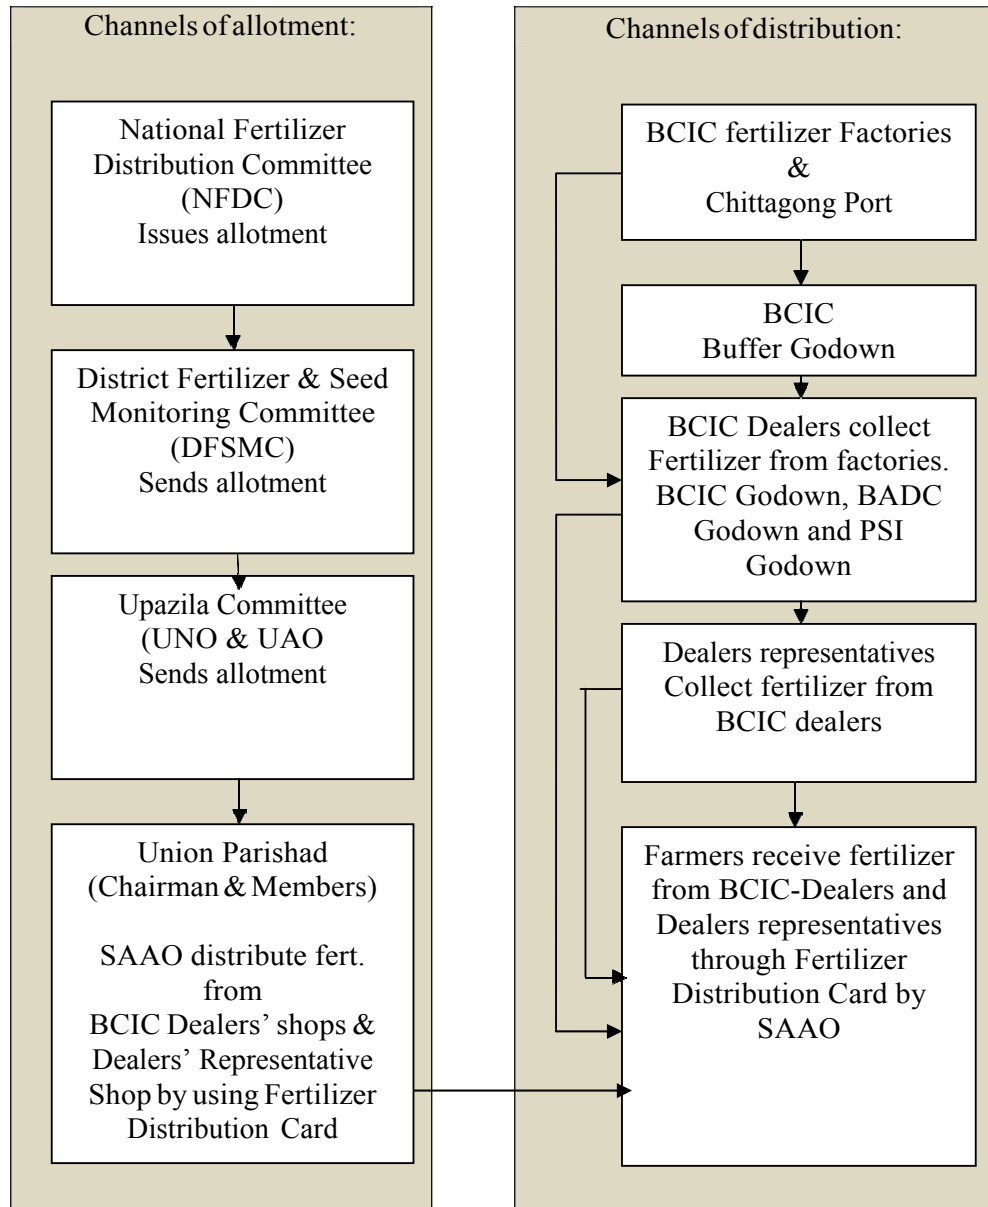 Channels of allotment:
National Fertilizer
Distribution Committee
(NFDC)
Issues allotment
District Fertilizer & Seed
Monitoring Committee
(DFSMC)
Sends allotment
Upazila Committee
(UNO & UAO
Sends allotment
Union Parishad
(Chairman & Members)
SAAO distribute fert.
from
BCIC Dealers’ shops &
Dealers’ Representative
Shop by using Fertilizer
Distribution Card
Channels of distribution:
BCIC fertilizer Factories
&
Chittagong Port
BCIC
Buffer Godown
BCIC Dealers collect
Fertilizer from factories.
BCIC Godown, BADC
Godown and PSI
Godown
Dealers representatives
Collect fertilizer from
BCIC dealers
Farmers receive fertilizer
from BCIC-Dealers and
Dealers representatives
through Fertilizer
Distribution Card by
SAAO